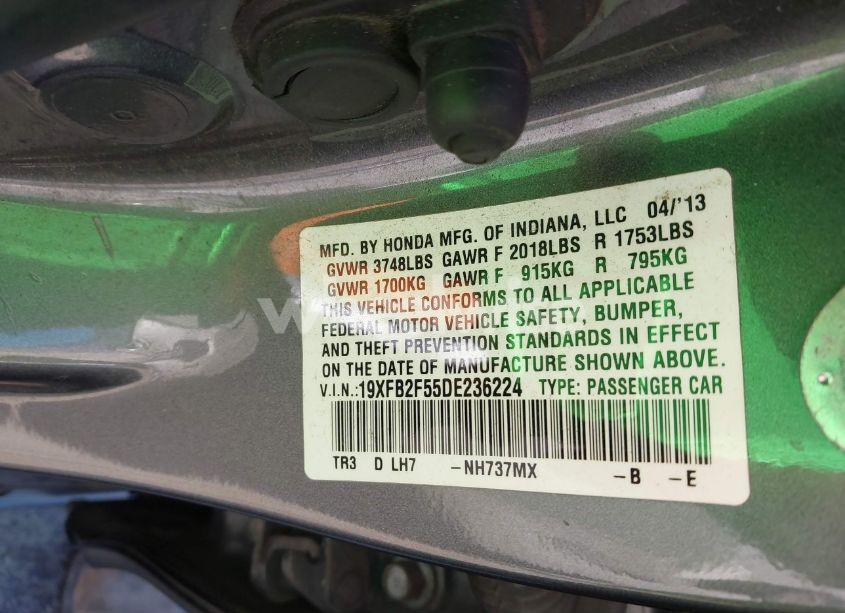 MFD. BY HONDA MFG. OF INDIANA, LLC 04/'13
GVWR 3748LBS GAWR F 2018LBS R 1753LBS
GVWR 1700KG GAWR F 915KG R 795KG
THIS VEHICLE CONFORMS TO ALL APPLICABLE
FEDERAL MOTOR VEHICLE SAFETY, BUMPER,
AND THEFT PREVENTION STANDARDS IN EFFECT
ON THE DATE OF MANUFACTURE SHOWN ABOVE.
V.I.N.:19XFB2F55DE236224 TYPE: PASSENGER CAR
TR3 D LH7 -NH737MX -B -E